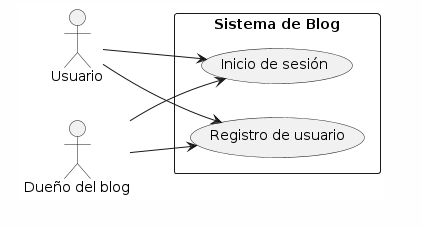 Sistema de Blog
Inicio de sesión
Usuario
Registro de usuario
Dueño del blog